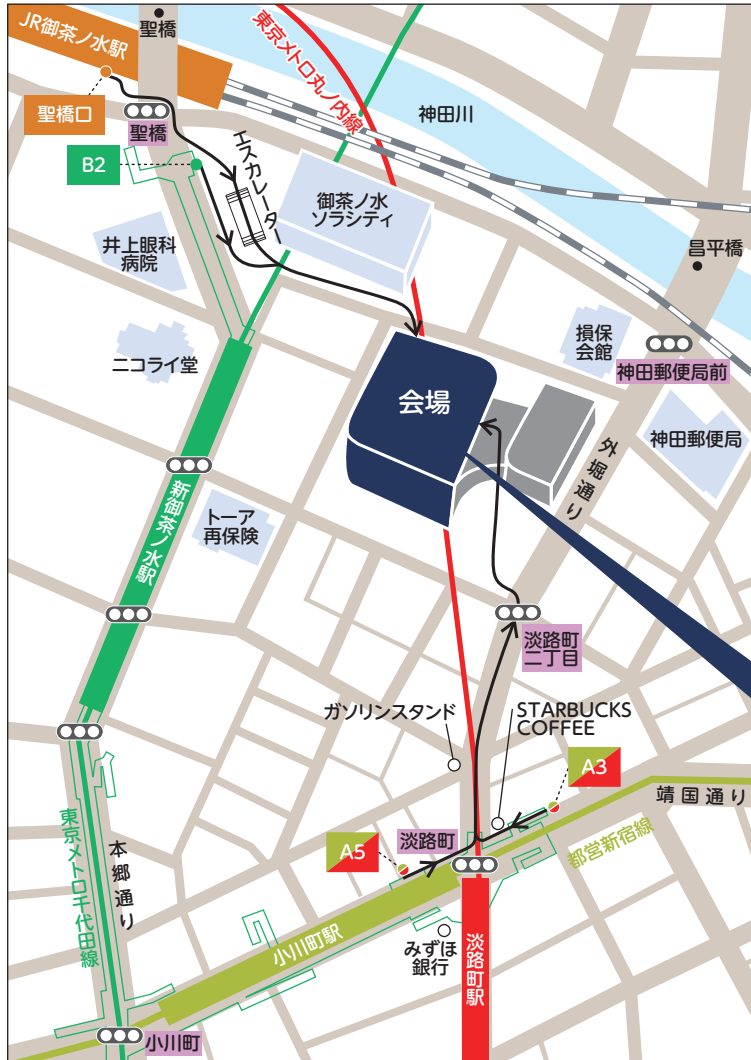 JR御茶ノ水駅
聖橋
東京メトロ丸ノ内線
神田川
聖橋口
聖橋
B2
エスカレーター
御茶ノ水
ソラシティ
井上眼科
病院
昌平橋
損保
会館
神田郵便局前
ニコライ堂
会場
神田郵便局
外堀通り
新御茶ノ水駅
トーア
再保険
淡路町
二丁目
ガソリンスタンド
STARBUCKS
COFFEE
A3
靖国通り
東京メトロ千代田線
本郷通り
淡路町
A5
都営新宿線
小川町駅
みずほ
銀行
淡路町駅
小川町